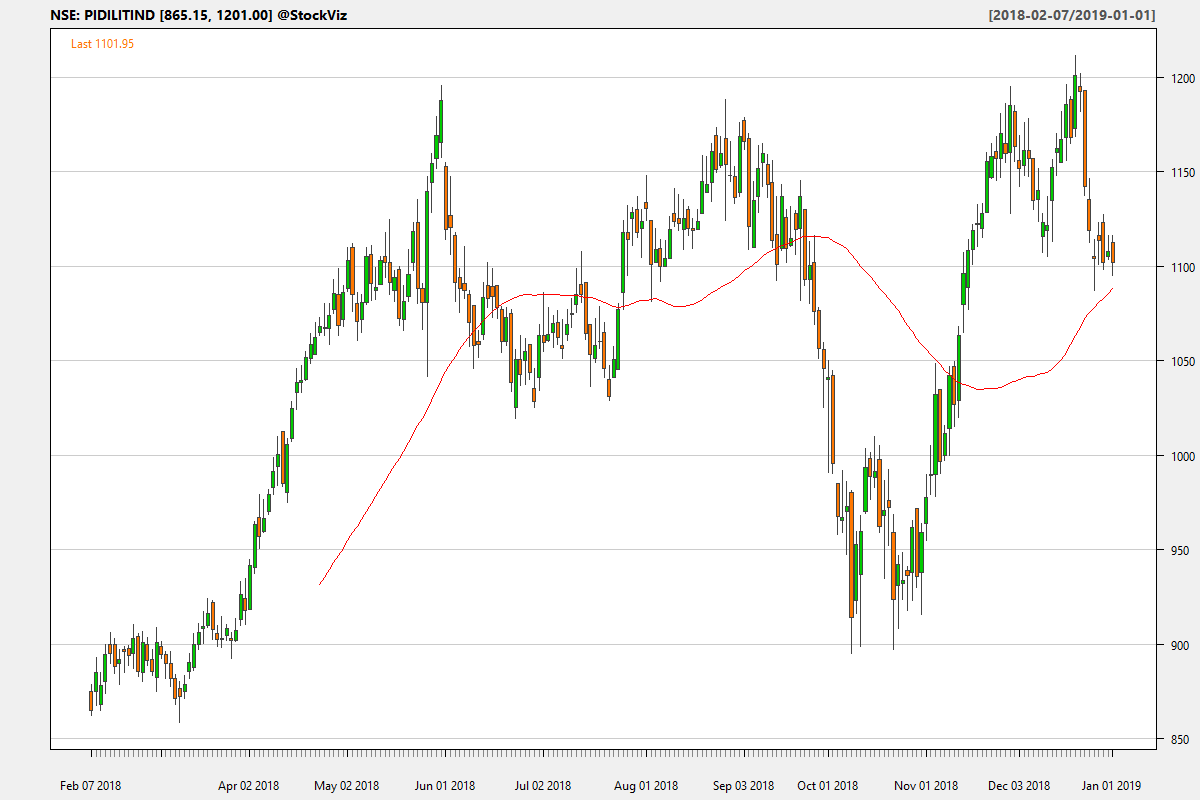 NSE: PIDILITIND [865.15, 1201.00] @StockViz
[2018-02-07/2019-01-01]
Last 1101.95
1200
1150
1100
1050
1000
950
900
850
Feb 07 2018
Apr 02 2018
May 02 2018
Jun 01 2018
Jul 02 2018
Aug 01 2018
Sep 03 2018
Oct 01 2018
Nov 01 2018
Dec 03 2018
Jan 01 2019